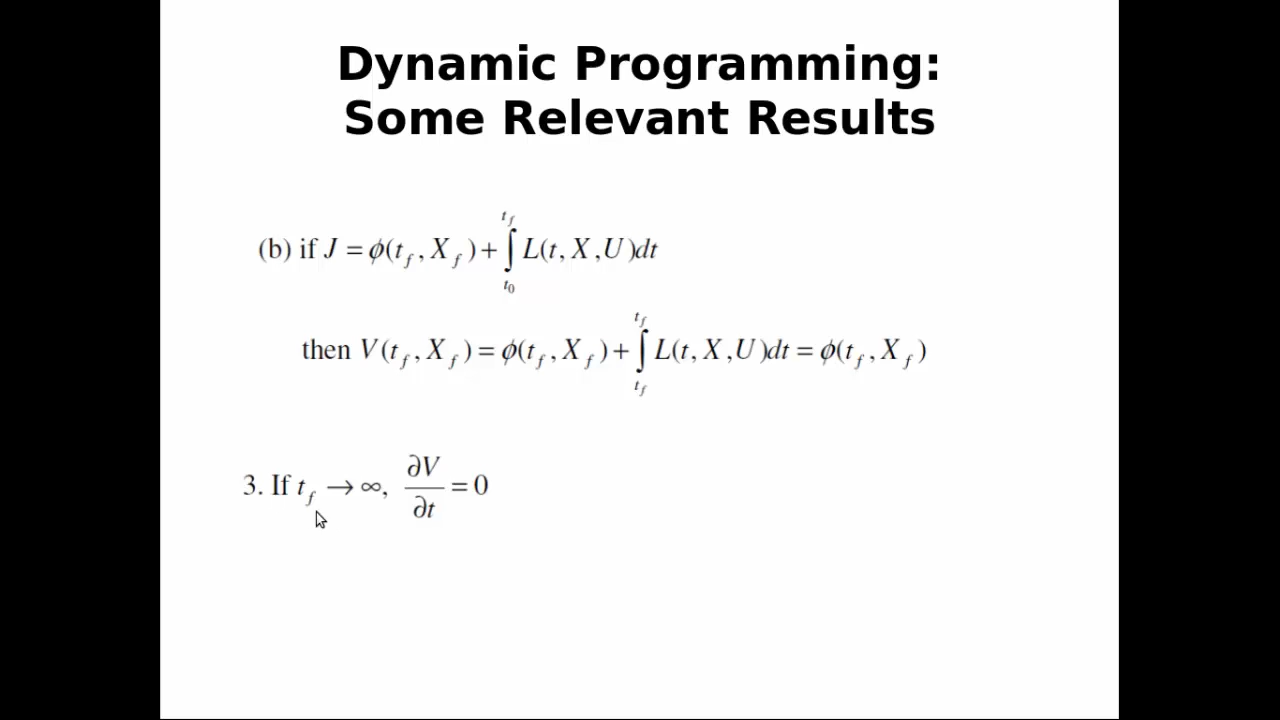 Dynamic Programming:
Some Relevant Results
(b) if J = ϕ(t_f, X_f) + ∫_{t_0}^{t_f} L(t, X, U)dt
then V(t_f, X_f) = ϕ(t_f, X_f) + ∫_{t_f}^{t_f} L(t, X, U)dt = ϕ(t_f, X_f)
3. If t_f → ∞, ∂V/∂t = 0